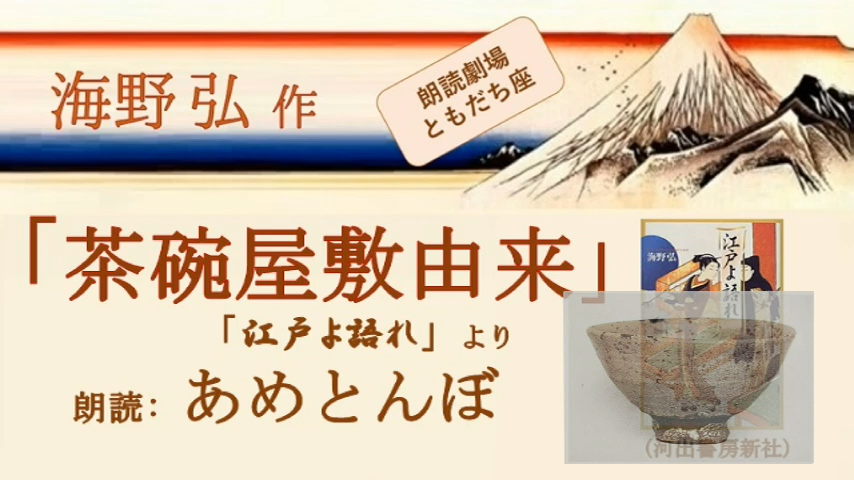 海野弘 作
朗読劇場
ともだち座
「茶碗屋敷由来」
「江戸よ語れ」より
朗読：あめとんぼ
海野弘
江戸よ語れ
（河出書房新社）